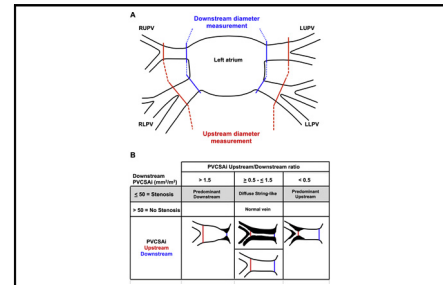 A
RUPV
Downstream diameter
measurement
LUPV
Left atrium
RLPV
Upstream diameter
measurement
LLPV
B
PVCSAi Upstream/Downstream ratio
Downstream
PVCSAi (mm²/m²)
> 1.5
≥ 0.5 - ≤ 1.5
< 0.5
≤ 50 = Stenosis
Predominant
Downstream
Diffuse String-like
Predominant
Upstream
> 50 = No Stenosis
Normal vein
PVCSAi
Upstream
Downstream